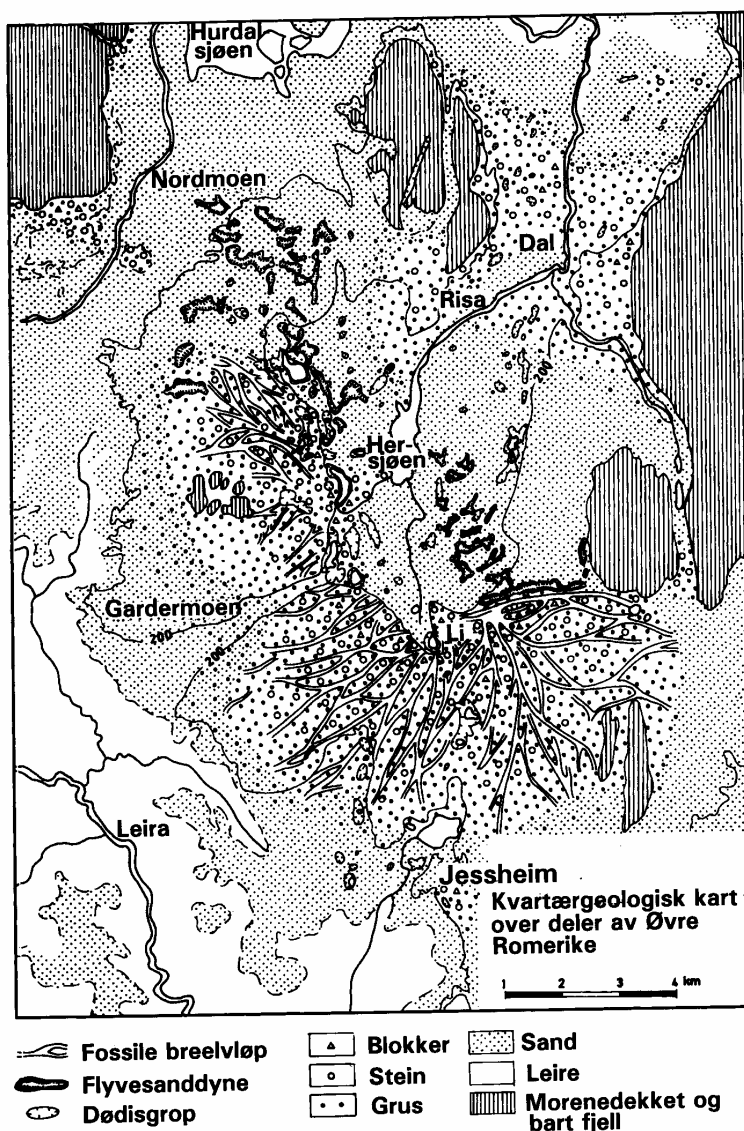 Hurdal
sjøen
Nordmoen
Dal
Risa
200
Her-
sjøen
Gardermoen
200
200
Li
Leira
Jessheim
Kvartærgeologisk kart
over deler av Øvre
Romerike
1 2 3 4 km
Fossile breelvløp
Flyvesanddyne
Dødisgrop
Blokker
Stein
Grus
Sand
Leire
Morenedekket og
bart fjell